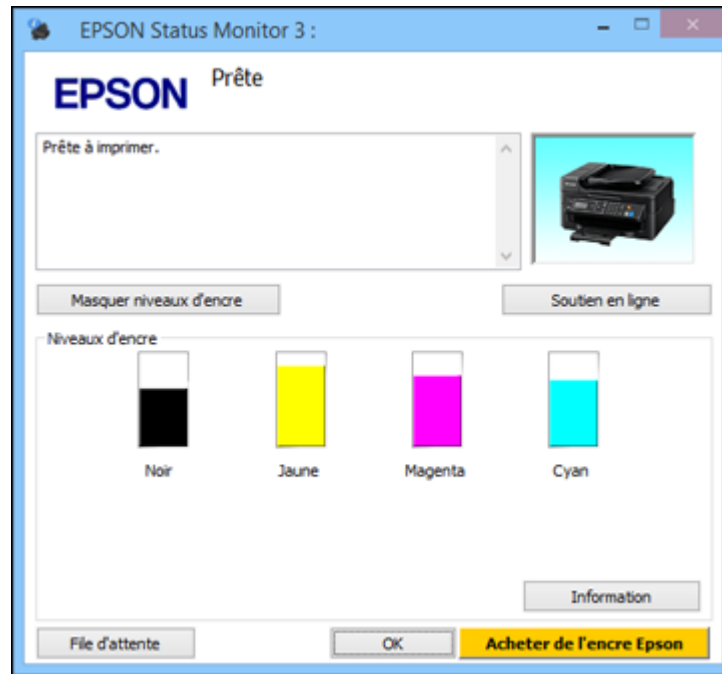 EPSON Status Monitor 3 :
EPSON
Prête
Prête à imprimer.
Masquer niveaux d'encre
Soutien en ligne
Niveaux d'encre
Noir
Jaune
Magenta
Cyan
Information
File d'attente
OK
Acheter de l'encre Epson